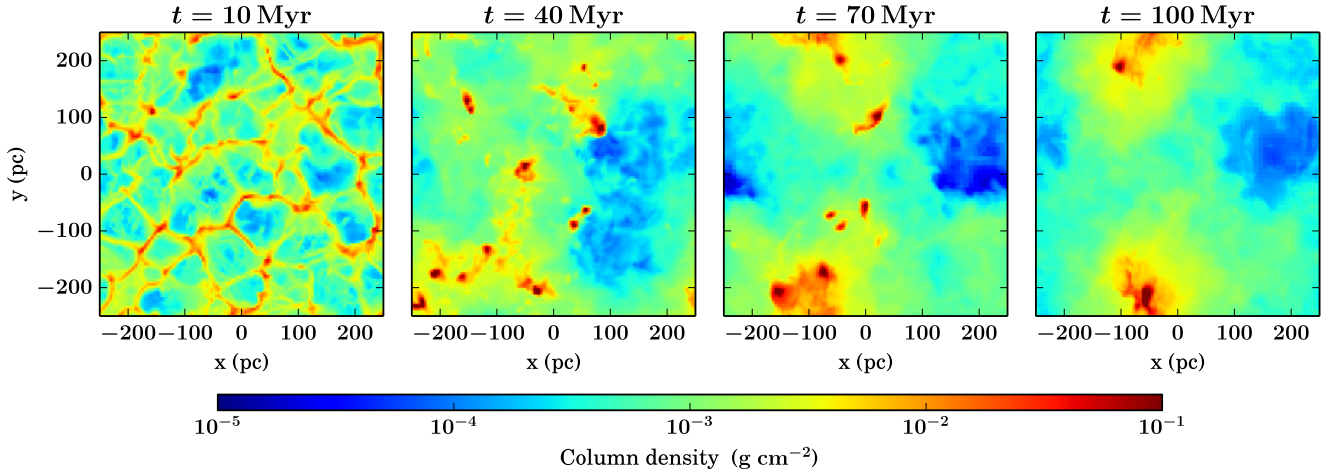 t = 10 Myr t = 40 Myr t = 70 Myr t = 100 Myr
200
100
0
−100
−200
y (pc)
−200 −100 0 100 200 −200 −100 0 100 200 −200 −100 0 100 200 −200 −100 0 100 200
x (pc) x (pc) x (pc) x (pc)
10⁻⁵ 10⁻⁴ 10⁻³ 10⁻² 10⁻¹
Column density (g cm⁻²)